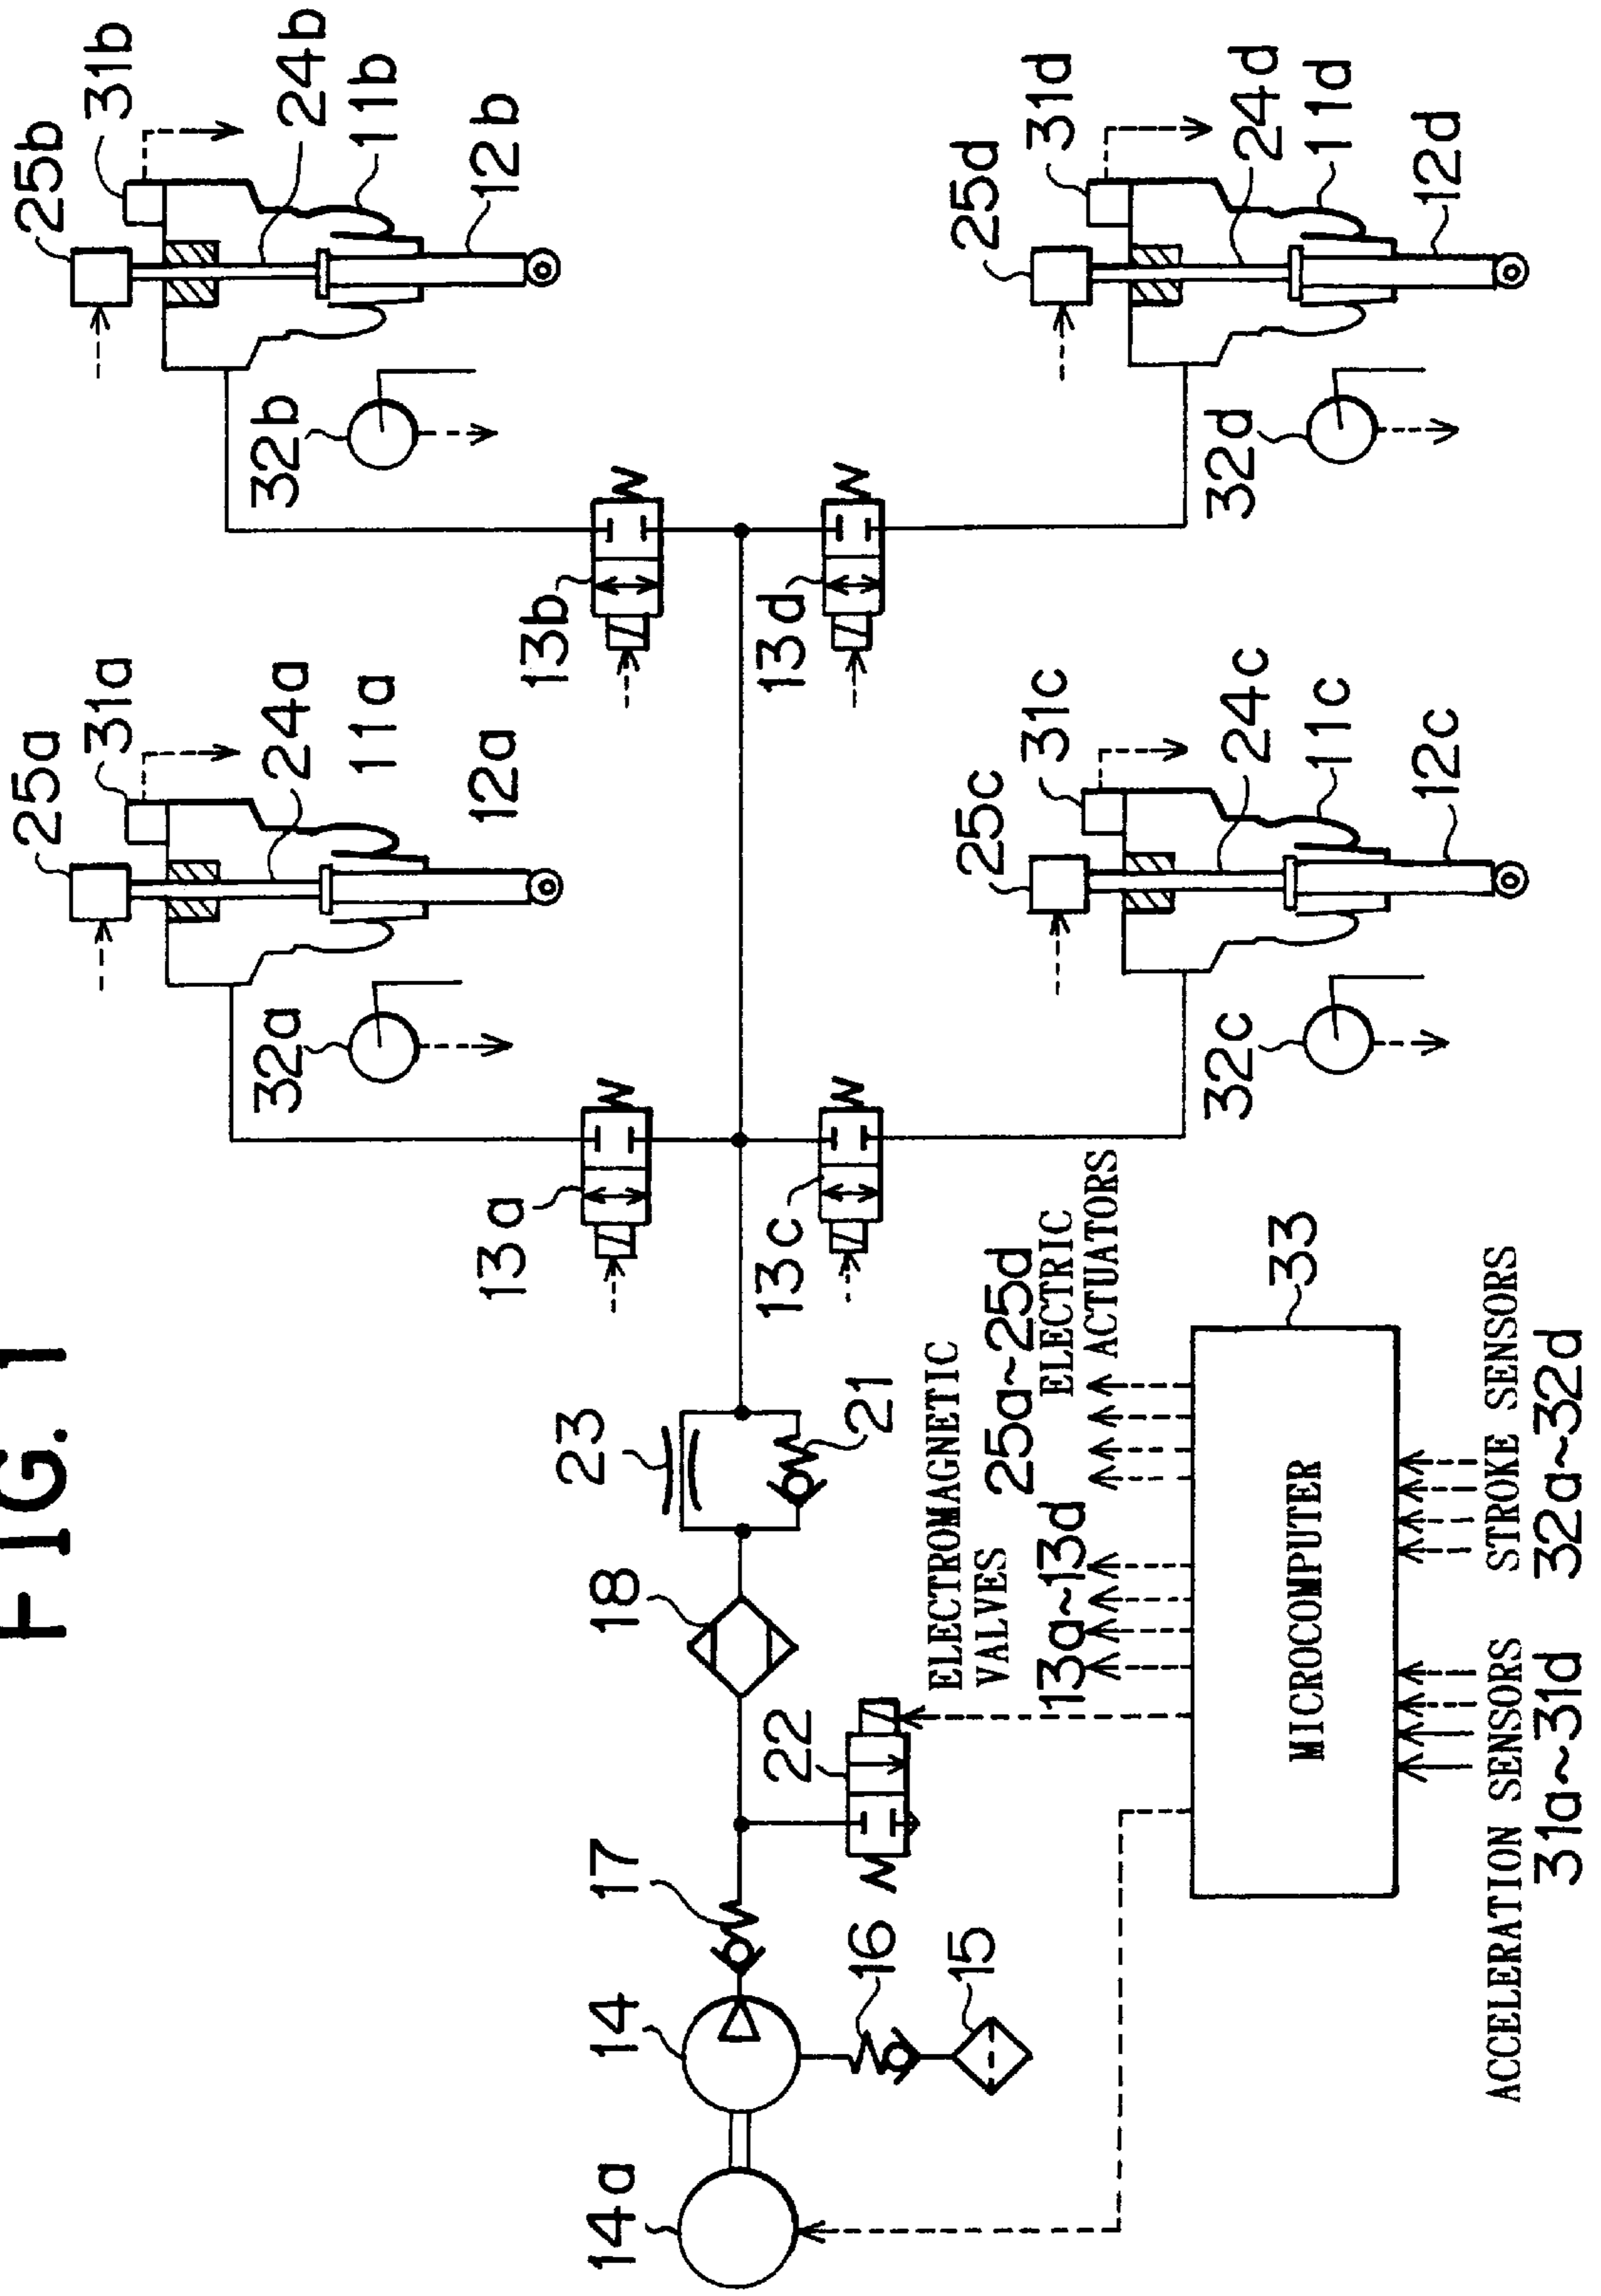 FIG. 1
25a
31a
24a
11a
12a
32a
25b
31b
24b
11b
12b
32b
13a
13b
14a
14
17
18
23
21
22
16
15
13c
13d
25c
31c
24c
11c
12c
32c
25d
31d
24d
11d
12d
32d
ELECTROMAGNETIC
VALVES
13a~13d
25a~25d
ELECTRIC
ACTUATORS
MICROCOMPUTER
33
ACCELERATION SENSORS
31a~31d
STROKE SENSORS
32a~32d